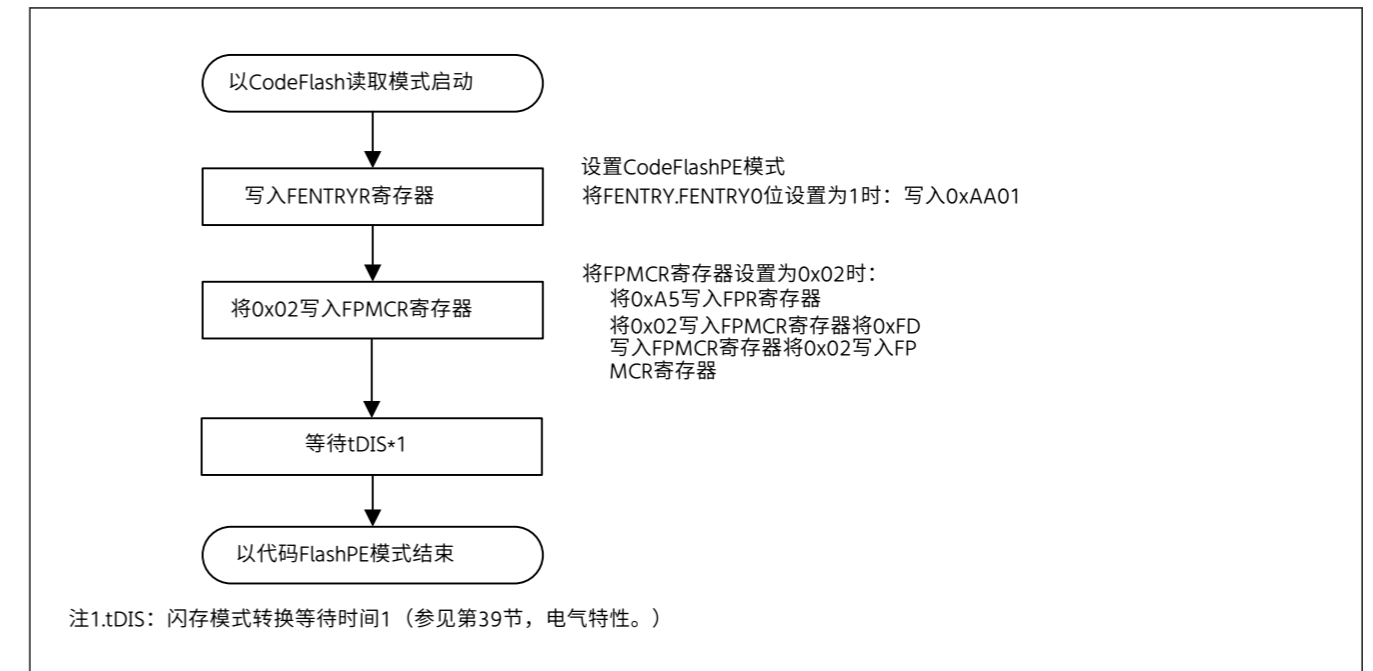 以CodeFlash读取模式启动
设置CodeFlashPE模式
写入FENTRYR寄存器
将FENTRY.FENTRY0位设置为1时：写入0xAA01
将FPMCR寄存器设置为0x02时：
将0xA5写入FPR寄存器
将0x02写入FPMCR寄存器
将0x02写入FPMCR寄存器将0xFD
写入FPMCR寄存器将0x02写入FP
MCR寄存器
等待tDIS*1
以代码FlashPE模式结束
注1.tDIS：闪存模式转换等待时间1（参见第39节，电气特性。）